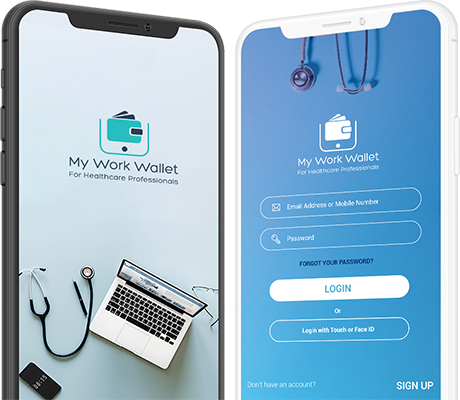 My Work Wallet
For Healthcare Professionals
My Work Wallet
For Healthcare Professionals
Email Address or Mobile Number
Password
FORGOT YOUR PASSWORD?
LOGIN
Or
Login with Touch or Face ID
Don't have an account?
SIGN UP